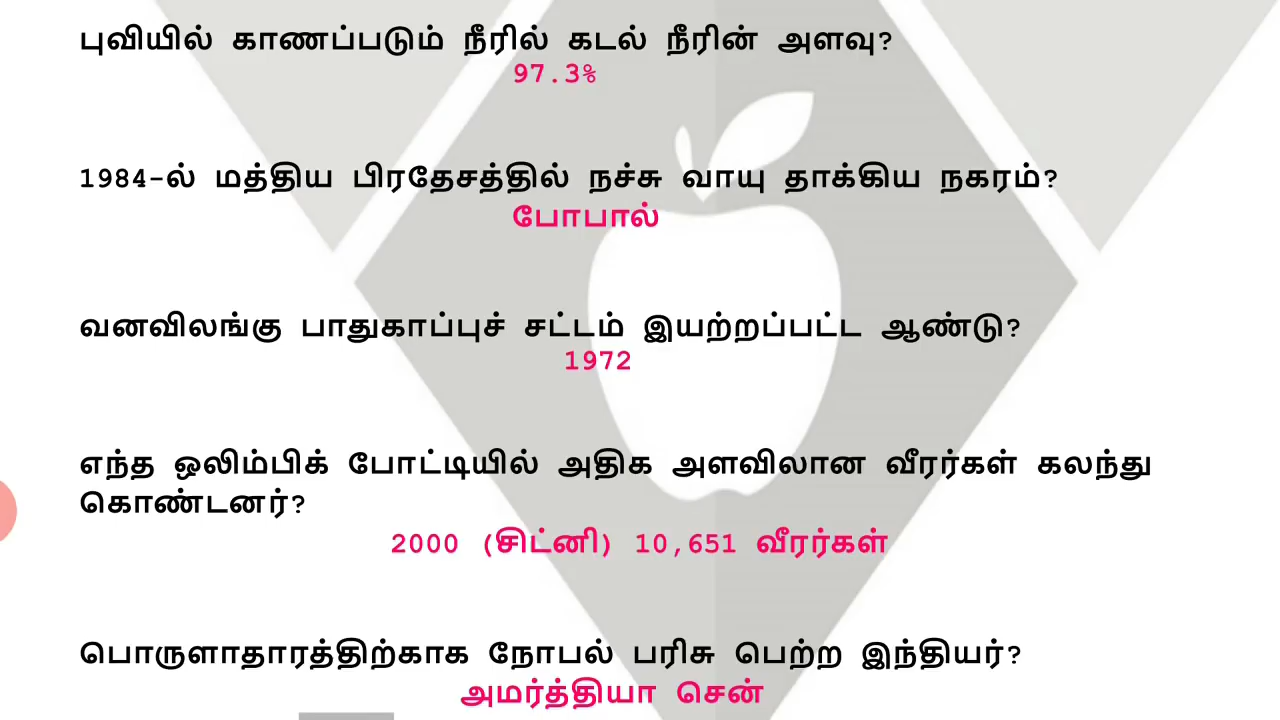 புவியில் காணப்படும் நீரில் கடல் நீரின் அளவு?
97.3%
1984-ல் மத்திய பிரதேசத்தில் நச்சு வாயு தாக்கிய நகரம்?
போபால்
வனவிலங்கு பாதுகாப்புச் சட்டம் இயற்றப்பட்ட ஆண்டு?
1972
எந்த ஒலிம்பிக் போட்டியில் அதிக அளவிலான வீரர்கள் கலந்து
கொண்டனர்?
2000 (சிட்னி) 10,651 வீரர்கள்
பொருளாதாரத்திற்காக நோபல் பரிசு பெற்ற இந்தியர்?
அமர்த்தியா சென்